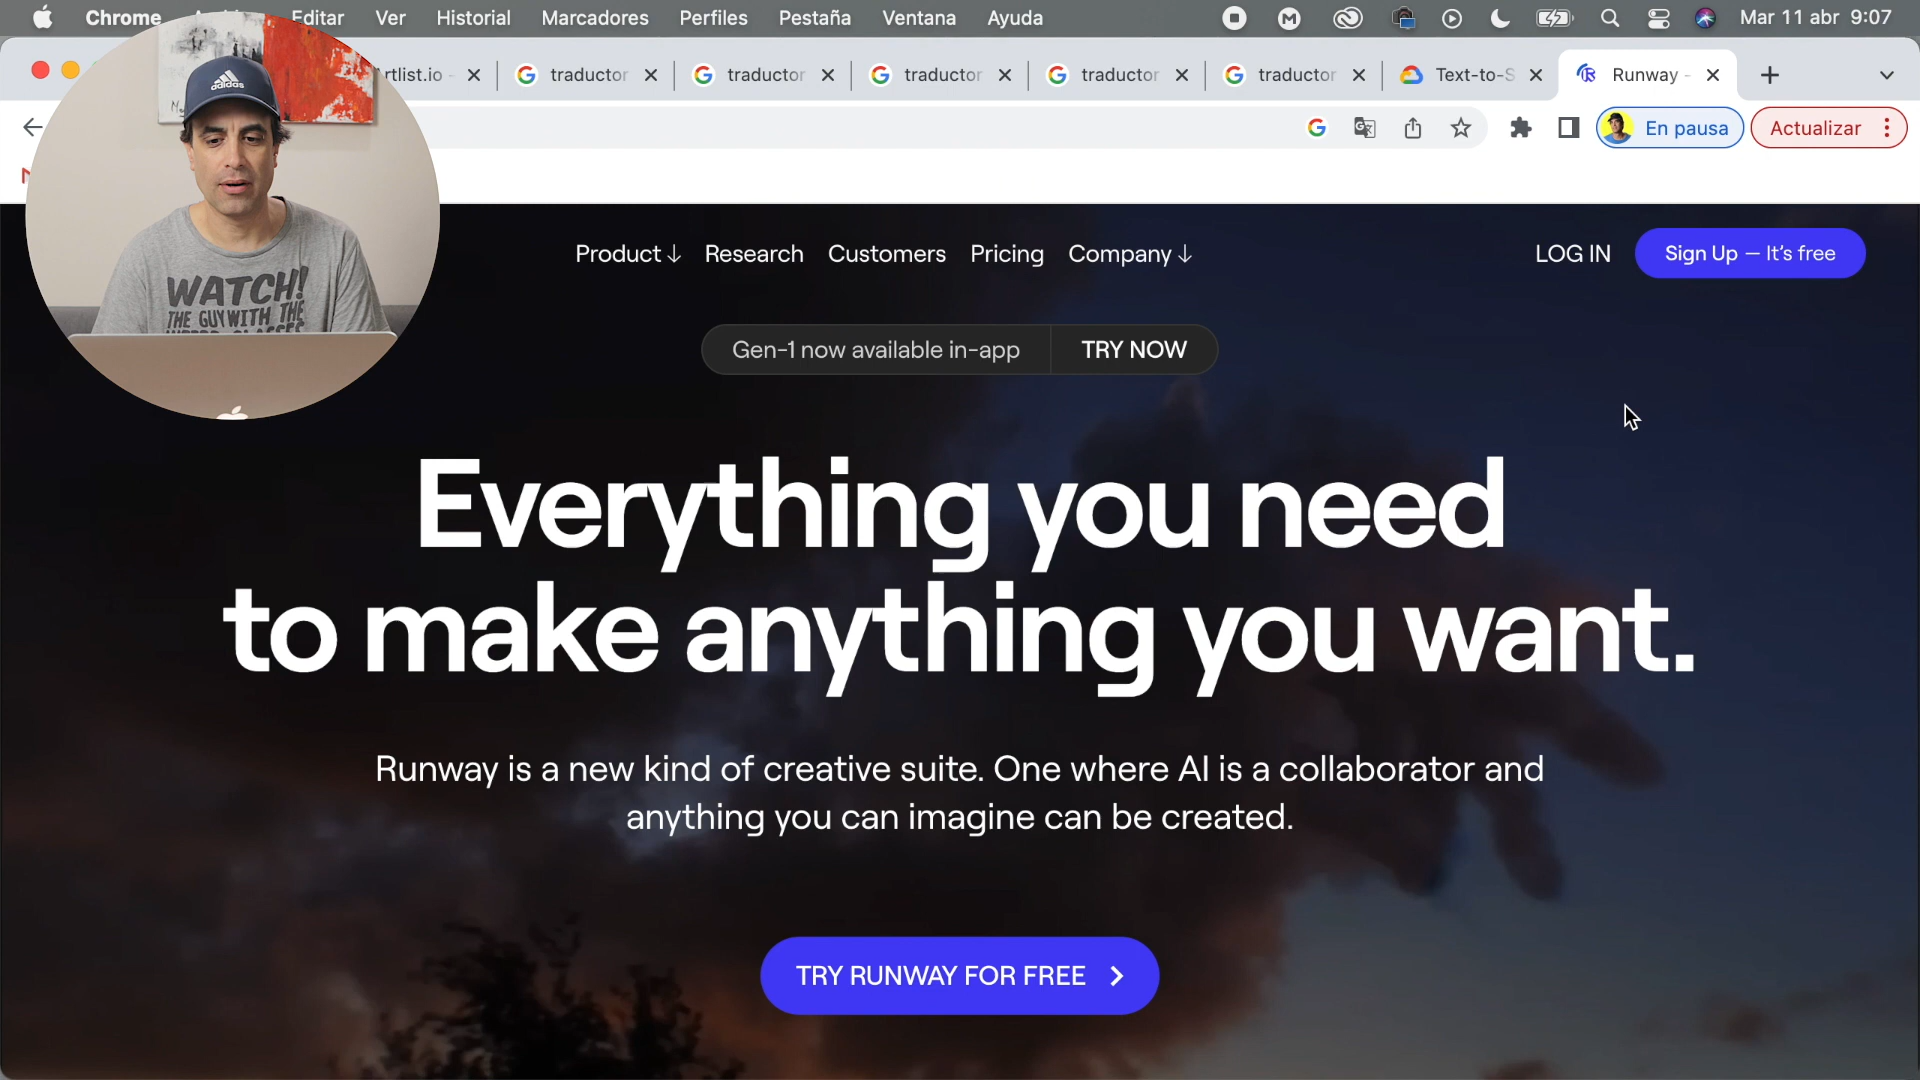 Chrome Editar Ver Historial Marcadores Perfiles Pestaña Ventana Ayuda Mar 11 abr 9:07
rtlist.io - traductor traductor traductor traductor traductor Text-to-S Runway -
En pausa Actualizar
adidas
WATCH!
THE GUY WITH THE
Product ↓ Research Customers Pricing Company ↓ LOG IN Sign Up — It's free
Gen-1 now available in-app TRY NOW
Everything you need
to make anything you want.
Runway is a new kind of creative suite. One where AI is a collaborator and
anything you can imagine can be created.
TRY RUNWAY FOR FREE